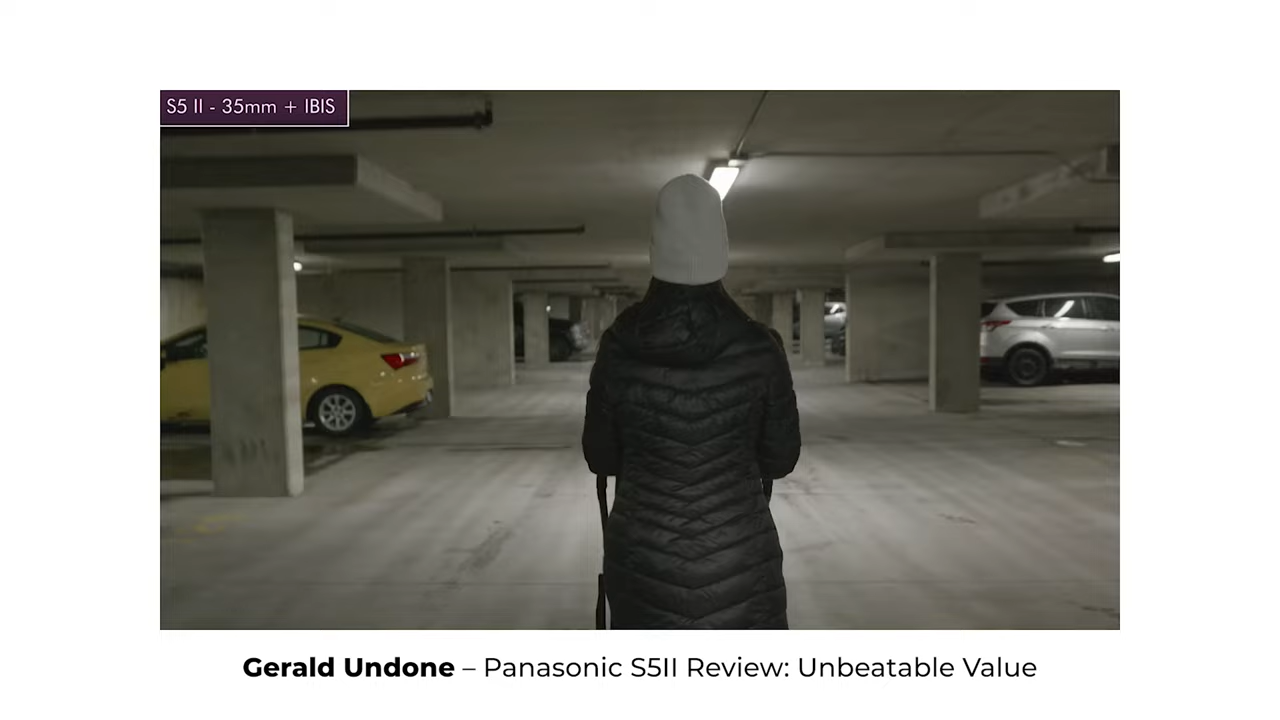 S5 II - 35mm + IBIS
Gerald Undone – Panasonic S5II Review: Unbeatable Value